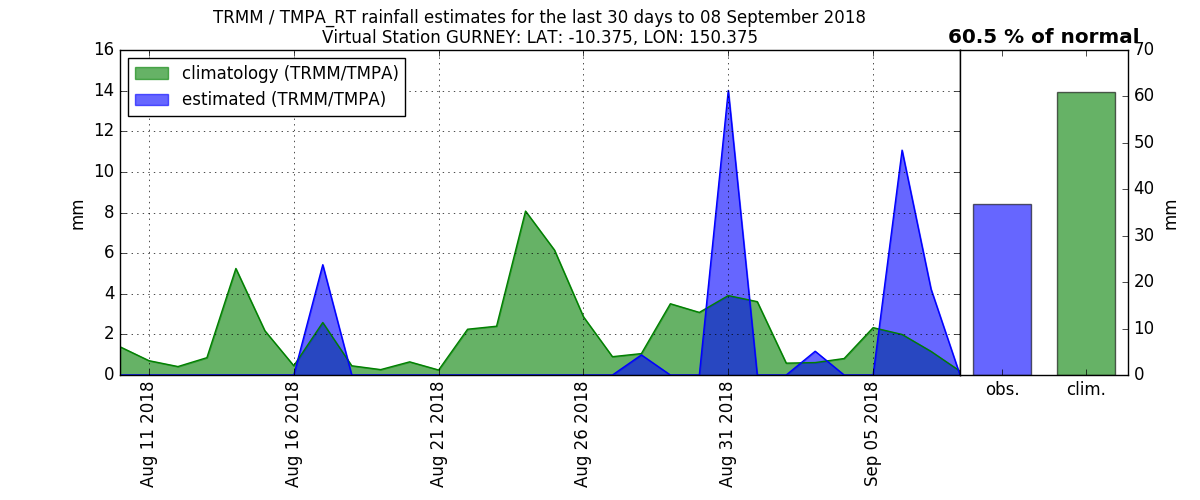 TRMM / TMPA_RT rainfall estimates for the last 30 days to 08 September 2018
Virtual Station GURNEY: LAT: -10.375, LON: 150.375
60.5 % of normal
climatology (TRMM/TMPA)
estimated (TRMM/TMPA)
mm
16
14
12
10
8
6
4
2
0
Aug 11 2018
Aug 16 2018
Aug 21 2018
Aug 26 2018
Aug 31 2018
Sep 05 2018
70
60
50
40
30
20
10
0
mm
obs.
clim.